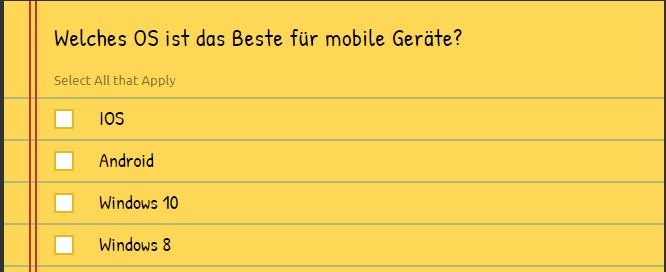 Welches OS ist das Beste für mobile Geräte?
Select All that Apply
IOS
Android
Windows 10
Windows 8